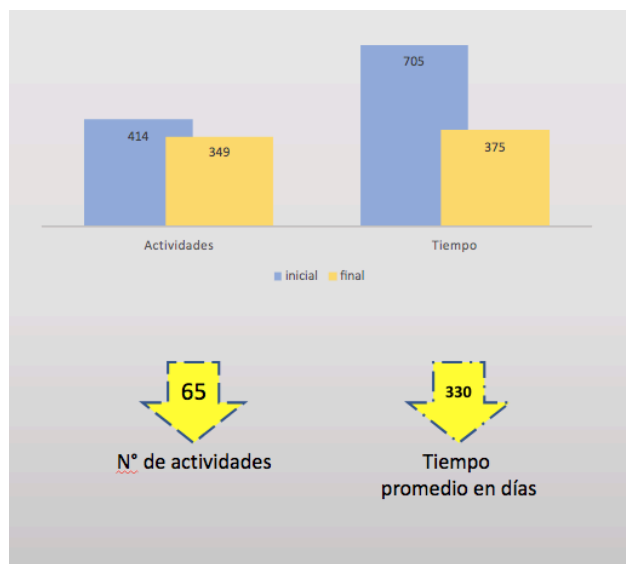 705
414
349
375
Actividades Tiempo
inicial final
65 330
N° de actividades
Tiempo
promedio en días